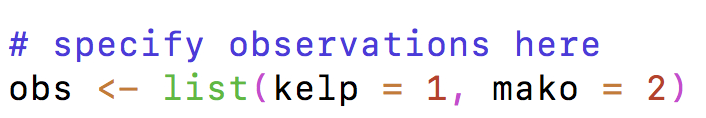 # specify observations here
obs <- list(kelp = 1, mako = 2)